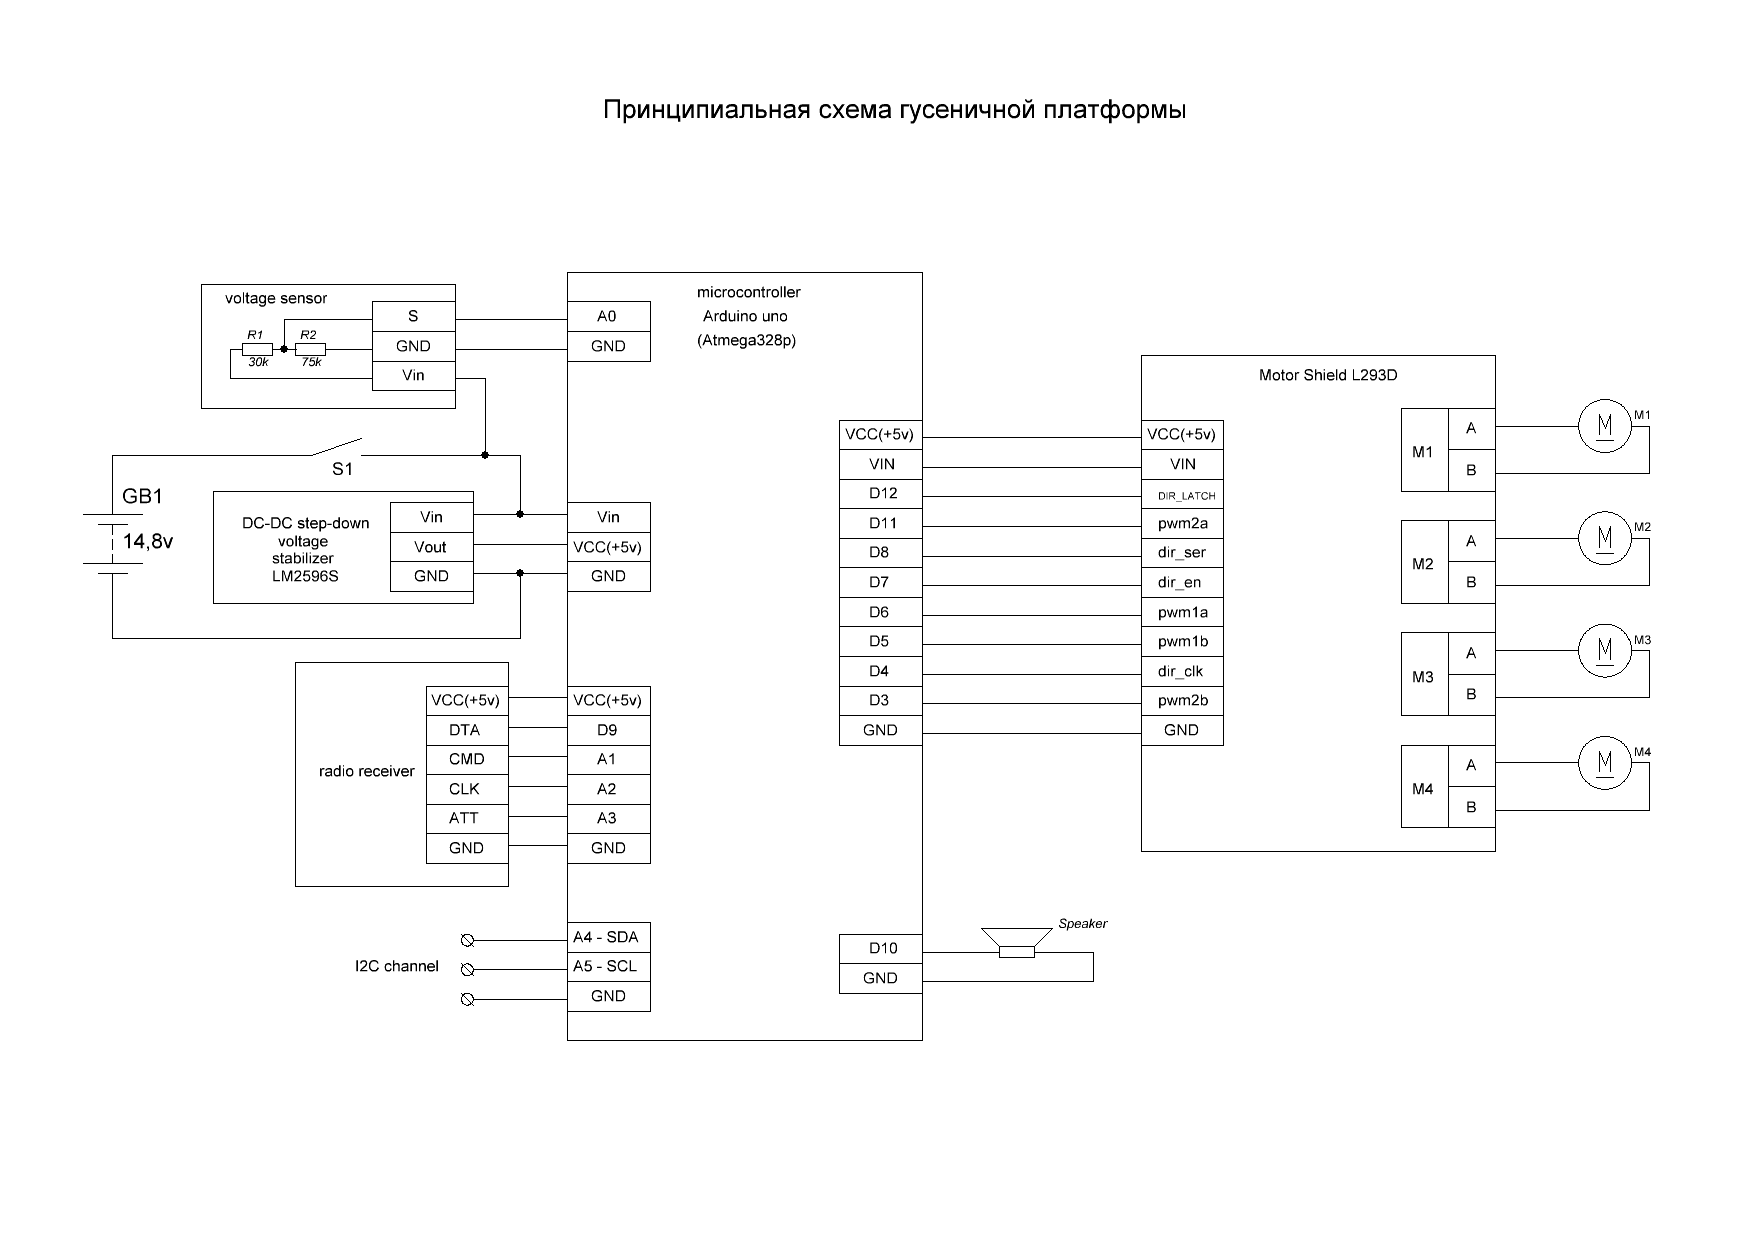 Принципиальная схема гусеничной платформы
voltage sensor
R1
R2
30k
75k
S
GND
Vin
S1
GB1
14,8v
DC-DC step-down
voltage
stabilizer
LM2596S
Vin
Vout
GND
radio receiver
VCC(+5v)
DTA
CMD
CLK
ATT
GND
I2C channel
microcontroller
Arduino uno
(Atmega328p)
A0
GND
Vin
VCC(+5v)
GND
VCC(+5v)
D9
A1
A2
A3
GND
A4 - SDA
A5 - SCL
GND
VCC(+5v)
VIN
D12
D11
D8
D7
D6
D5
D4
D3
GND
D10
GND
Speaker
Motor Shield L293D
VCC(+5v)
VIN
DIR_LATCH
pwm2a
dir_ser
dir_en
pwm1a
pwm1b
dir_clk
pwm2b
GND
M1
A
B
M
M1
M2
A
B
M
M2
M3
A
B
M
M3
M4
A
B
M
M4